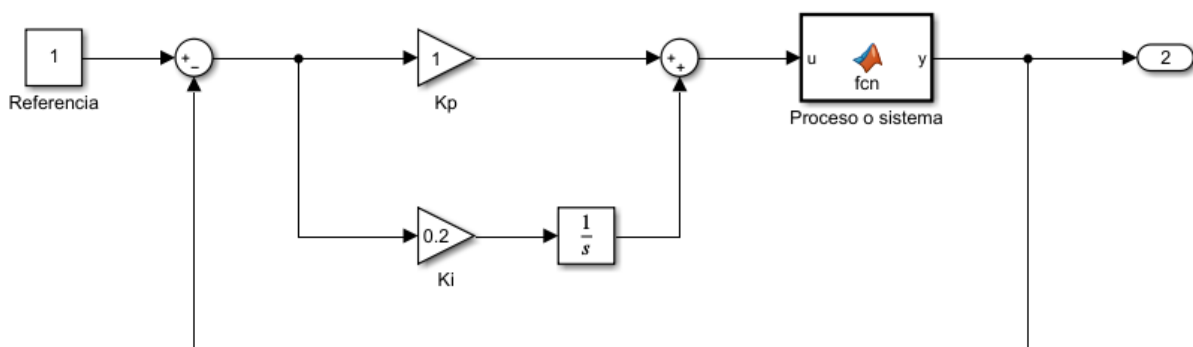 1
Referencia
+
−
1
Kp
+
+
u
fcn
y
Proceso o sistema
2
0.2
Ki
1
s